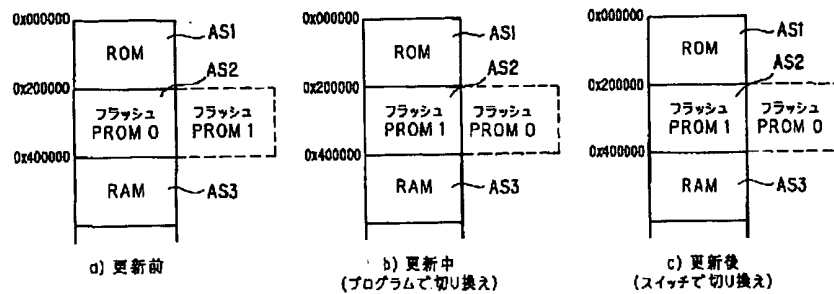 0x000000
ROM
AS1
AS2
0x200000
フラッシュ
PROM 0
フラッシュ
PROM 1
0x400000
RAM
AS3
a) 更新前
0x000000
ROM
AS1
AS2
0x200000
フラッシュ
PROM 1
フラッシュ
PROM 0
0x400000
RAM
AS3
b) 更新中
(プログラムで切り換え)
0x000000
ROM
AS1
AS2
0x200000
フラッシュ
PROM 1
フラッシュ
PROM 0
0x400000
RAM
AS3
c) 更新後
(スイッチで切り換え)